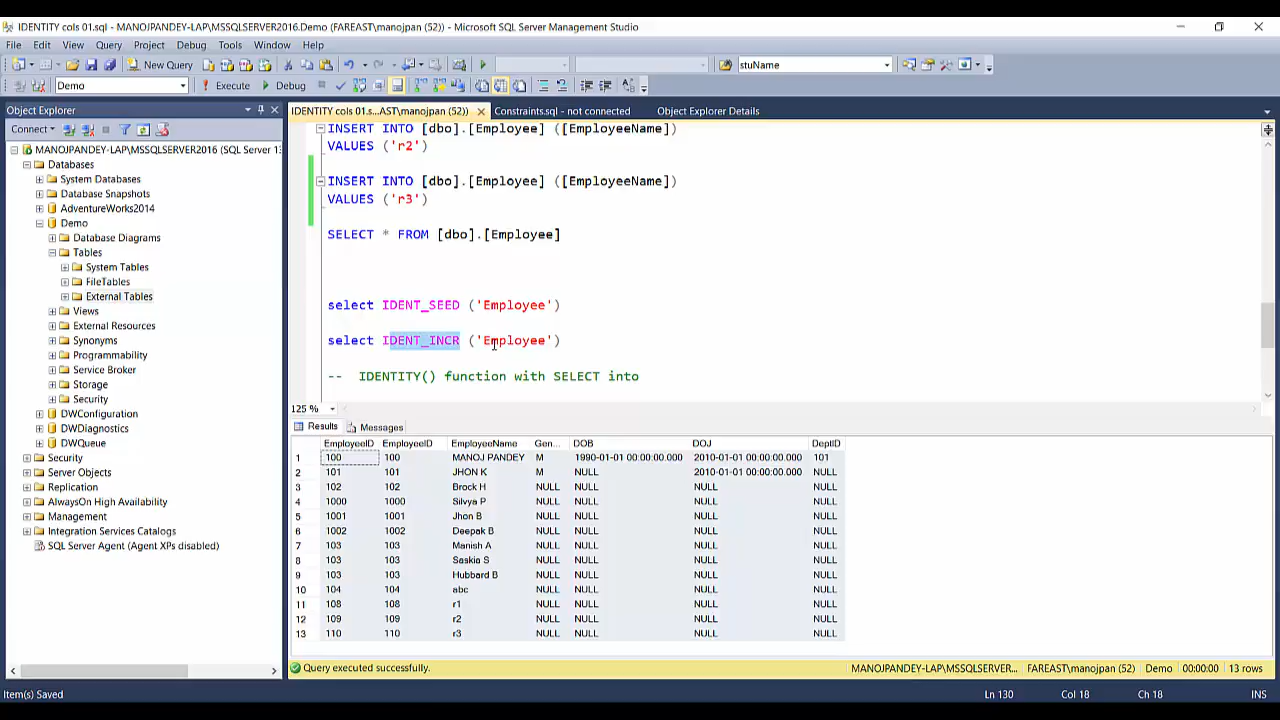 IDENTITY cols 01.sql - MANOJPANDEY-LAP\MSSQLSERVER2016.Demo (FAREAST\manojpan (52)) - Microsoft SQL Server Management Studio
File Edit View Query Project Debug Tools Window Help
New Query stuName
Demo Execute Debug
Object Explorer
IDENTITY cols 01.s...AST\manojpan (52)) Constraints.sql - not connected Object Explorer Details
Connect
MANOJPANDEY-LAP\MSSQLSERVER2016 (SQL Server 13
Databases
System Databases
Database Snapshots
AdventureWorks2014
Demo
Database Diagrams
Tables
System Tables
FileTables
External Tables
Views
External Resources
Synonyms
Programmability
Service Broker
Storage
Security
DWConfiguration
DWDiagnostics
DWQueue
Security
Server Objects
Replication
AlwaysOn High Availability
Management
Integration Services Catalogs
SQL Server Agent (Agent XPs disabled)
INSERT INTO [dbo].[Employee] ([EmployeeName])
VALUES ('r2')
INSERT INTO [dbo].[Employee] ([EmployeeName])
VALUES ('r3')
SELECT * FROM [dbo].[Employee]
select IDENT_SEED ('Employee')
select IDENT_INCR ('Employee')
-- IDENTITY() function with SELECT into
125 %
Results Messages
EmployeeID EmployeeID EmployeeName Gen... DOB DOJ DeptID
1 100 100 MANOJ PANDEY M 1990-01-01 00:00:00.000 2010-01-01 00:00:00.000 101
2 101 101 JHON K M NULL 2010-01-01 00:00:00.000 NULL
3 102 102 Brock H NULL NULL NULL NULL
4 1000 1000 Silvya P NULL NULL NULL NULL
5 1001 1001 Jhon B NULL NULL NULL NULL
6 1002 1002 Deepak B NULL NULL NULL NULL
7 103 103 Manish A NULL NULL NULL NULL
8 103 103 Saskia S NULL NULL NULL NULL
9 103 103 Hubbard B NULL NULL NULL NULL
10 104 104 abc NULL NULL NULL NULL
11 108 108 r1 NULL NULL NULL NULL
12 109 109 r2 NULL NULL NULL NULL
13 110 110 r3 NULL NULL NULL NULL
Query executed successfully. MANOJPANDEY-LAP\MSSQLSERVER... FAREAST\manojpan (52) Demo 00:00:00 13 rows
Item(s) Saved Ln 130 Col 18 Ch 18 INS